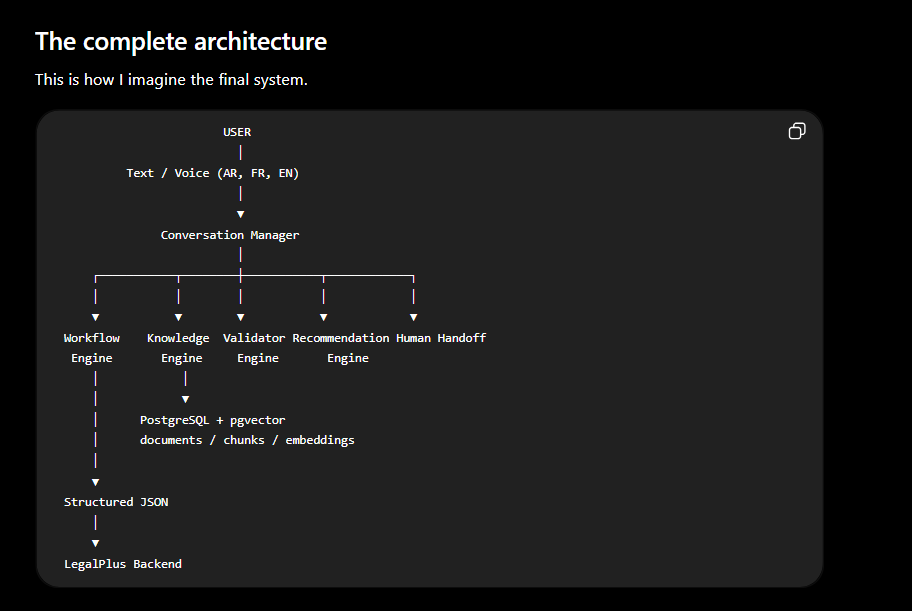 The complete architecture
This is how I imagine the final system.
USER
Text / Voice (AR, FR, EN)
Conversation Manager
Workflow Knowledge Validator Recommendation Human Handoff
Engine Engine Engine Engine
PostgreSQL + pgvector
documents / chunks / embeddings
Structured JSON
LegalPlus Backend